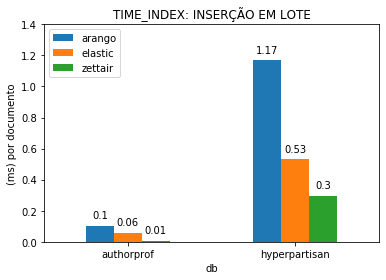 TIME_INDEX: INSERÇÃO EM LOTE
1.4
1.2
1.0
0.8
0.6
0.4
0.2
0.0
(ms) por documento
arango
elastic
zettair
0.1
0.06
0.01
1.17
0.53
0.3
authorprof
hyperpartisan
db